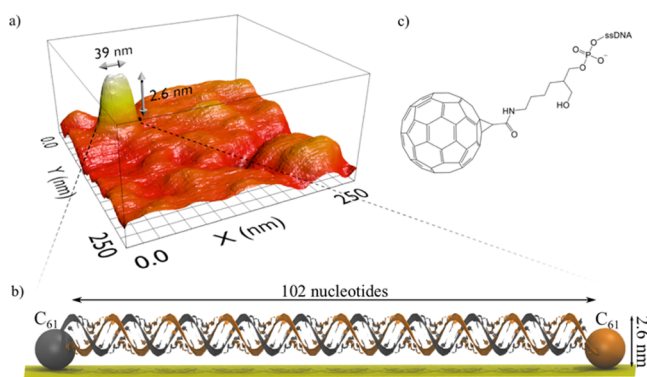 a)
39 nm
2.6 nm
0.0
Y (nm)
250
0.0
X (nm)
250
c)
ssDNA
O
O
P
O⁻
O
HN
HO
O
b)
102 nucleotides
C₆₁
C₆₁
2.6 nm